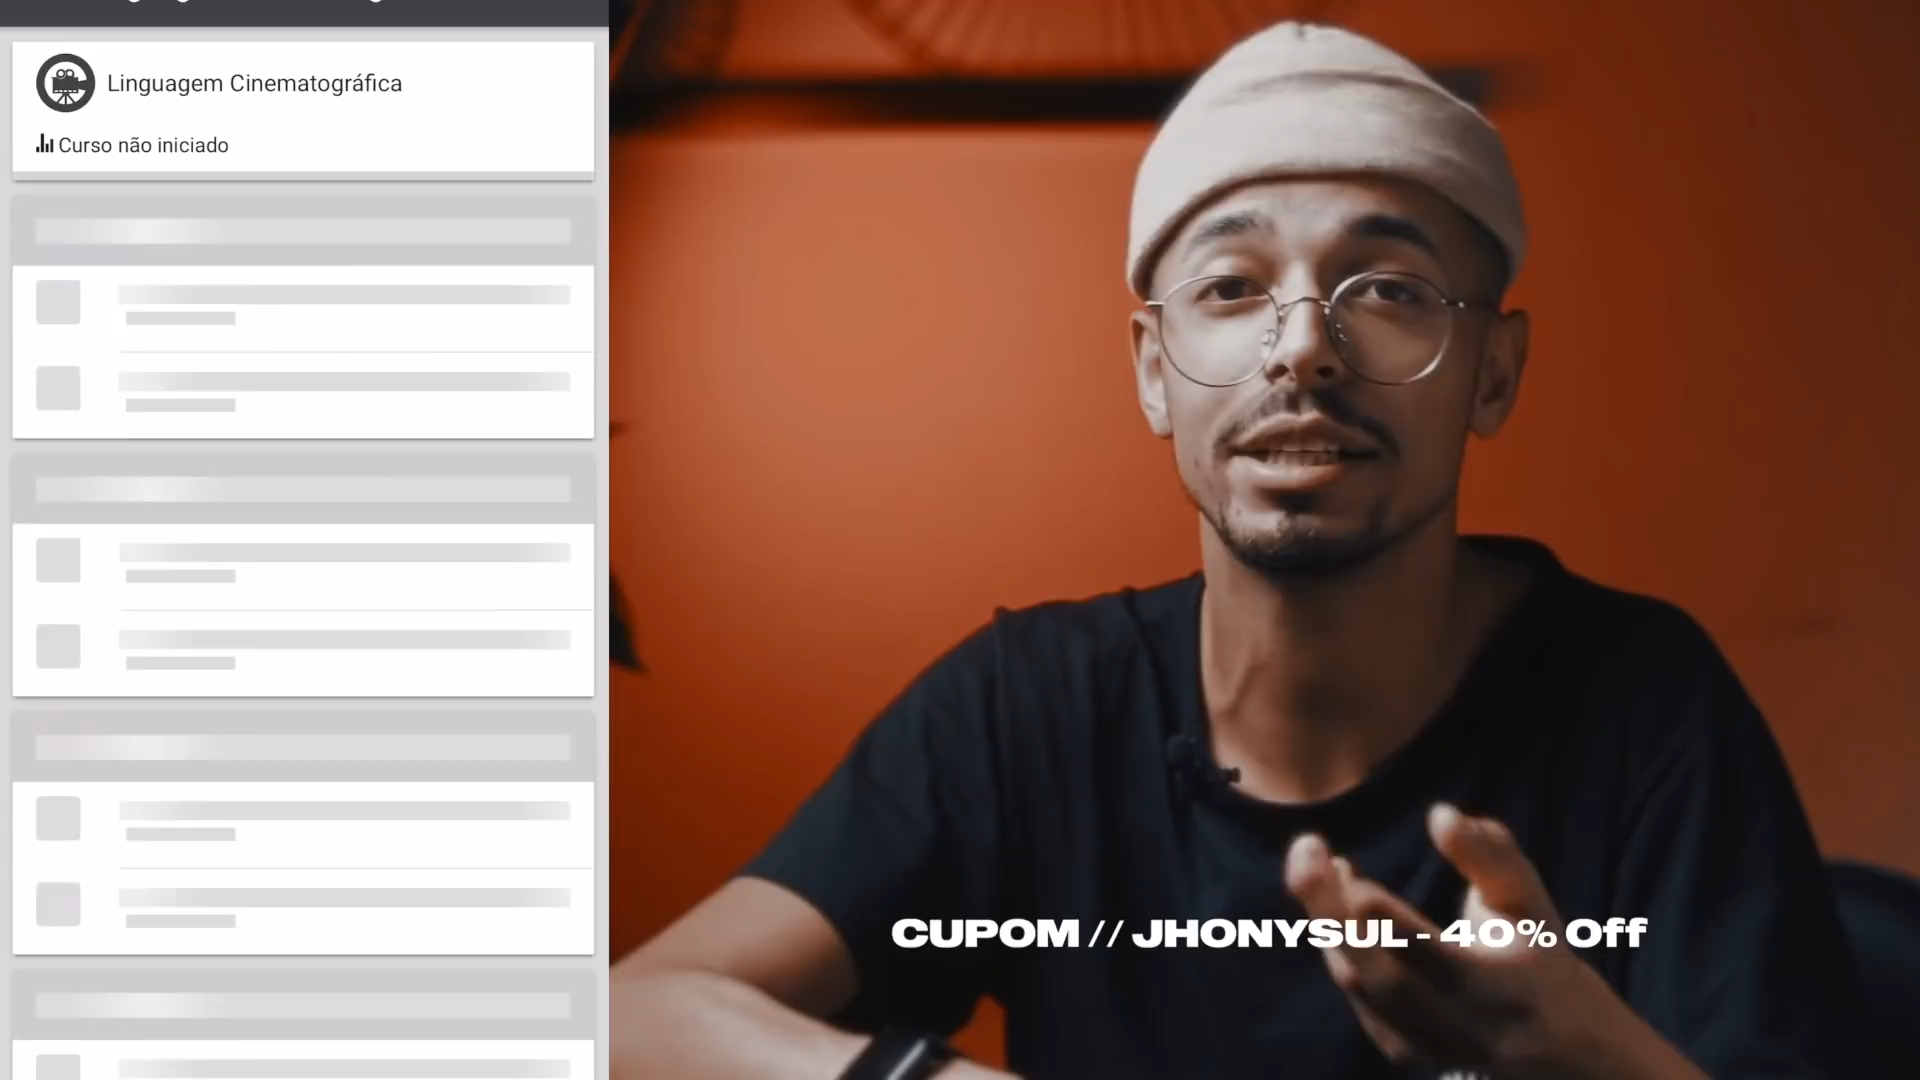 Linguagem Cinematográfica
Curso não iniciado
CUPOM // JHONYSUL - 40% Off